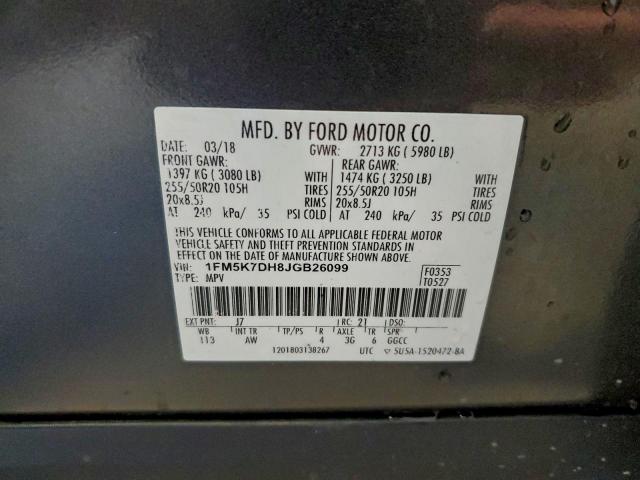 MFD. BY FORD MOTOR CO.
DATE: 03/18 GVWR: 2713 KG ( 5980 LB)
FRONT GAWR: REAR GAWR:
1397 KG ( 3080 LB) WITH 1474 KG ( 3250 LB) WITH
255/50R20 105H TIRES 255/50R20 105H TIRES
20x8.5J RIMS 20x8.5J RIMS
AT 240 kPa/ 35 PSI COLD AT 240 kPa/ 35 PSI COLD
THIS VEHICLE CONFORMS TO ALL APPLICABLE FEDERAL MOTOR
VEHICLE SAFETY AND THEFT PREVENTION STANDARDS IN
EFFECT ON THE DATE OF MANUFACTURE SHOWN ABOVE.
VIN: 1FM5K7DH8JGB26099 F0353
TYPE: MPV T0527
EXT PNT: J7 RC: 21 DSO:
WB INT TR TP/PS R AXLE TR SPR
113 AW 4 3G 6 GGCC
1201803138267 UTC 5U5A-1520472-BA